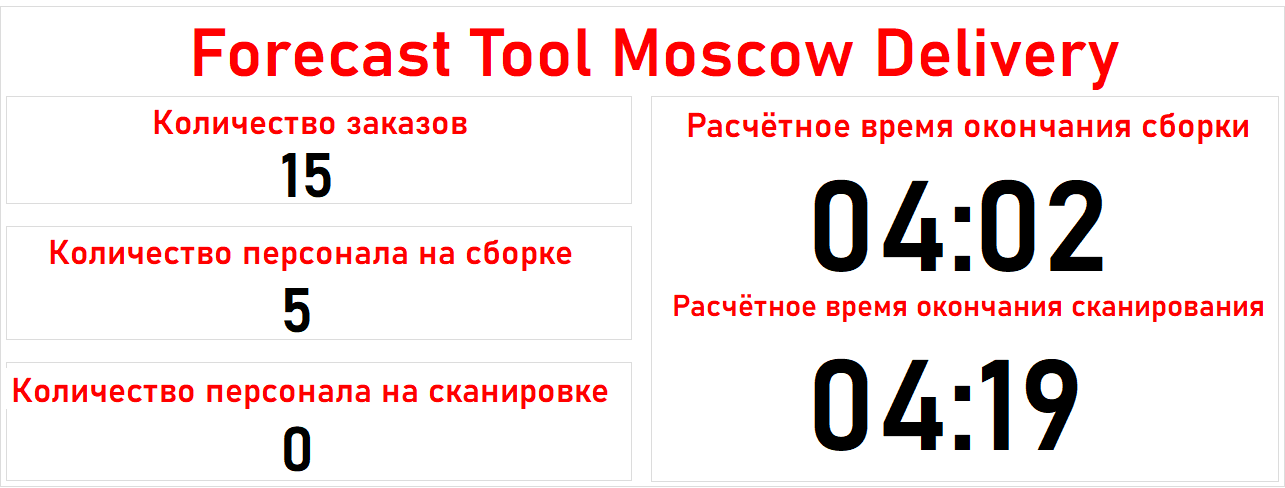 Forecast Tool Moscow Delivery
Количество заказов
15
Количество персонала на сборке
5
Количество персонала на сканировке
0
Расчётное время окончания сборки
04:02
Расчётное время окончания сканирования
04:19